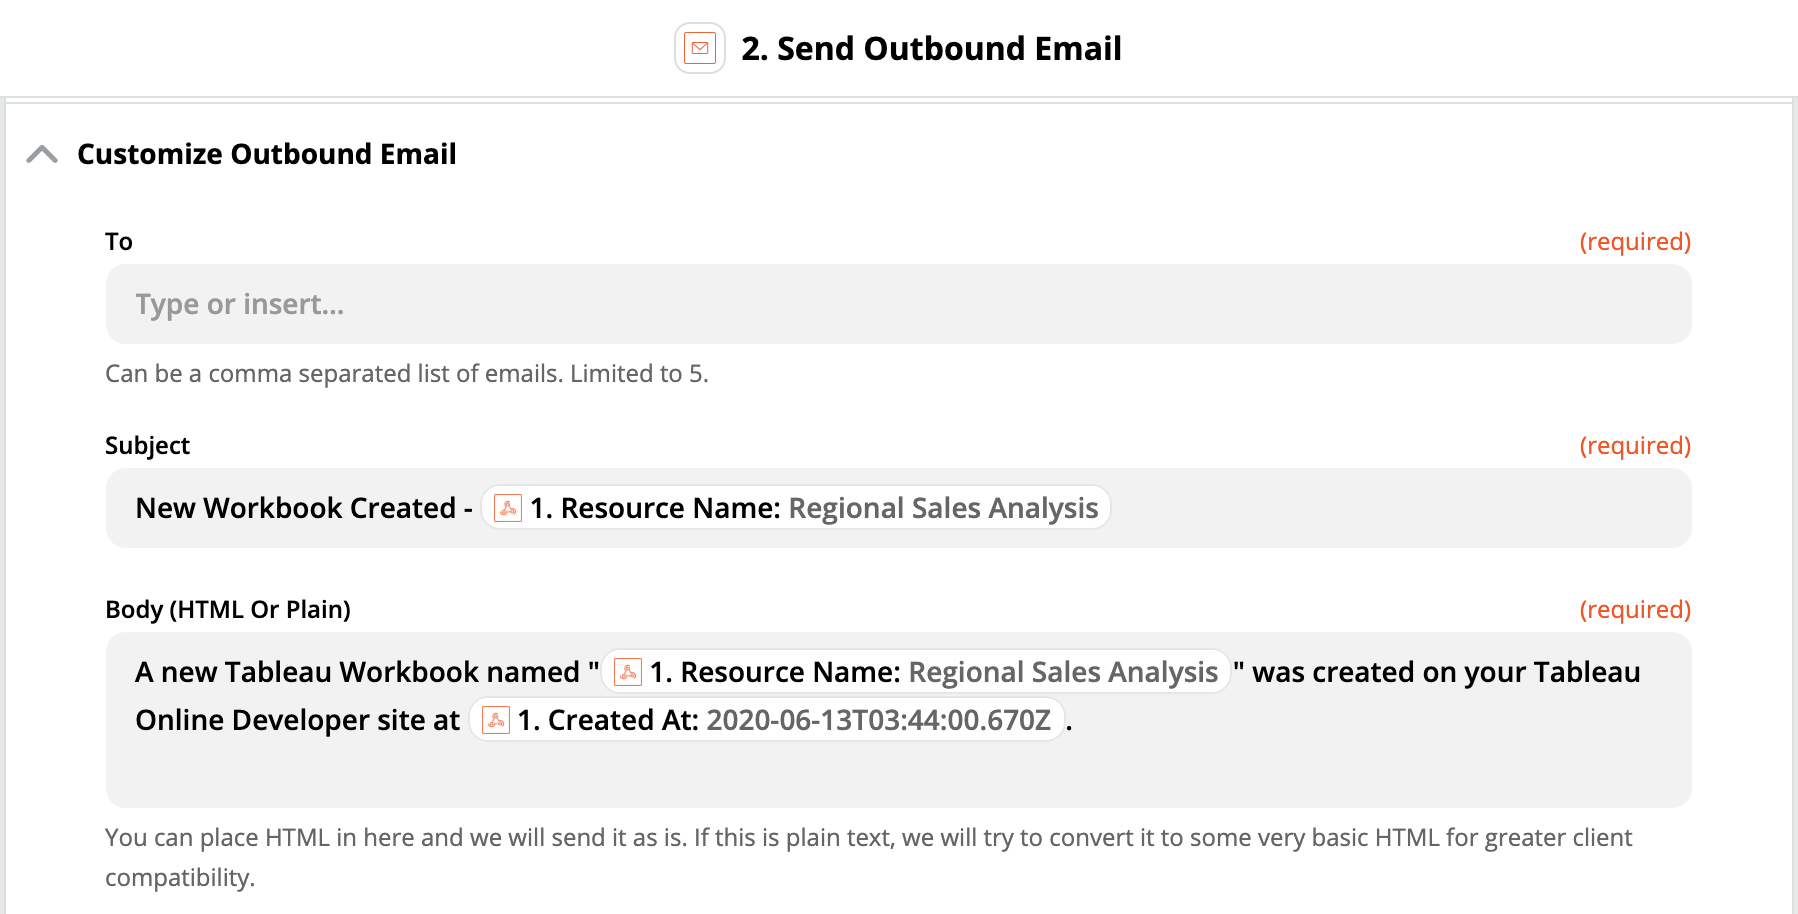 2. Send Outbound Email
Customize Outbound Email
To (required)
Type or insert...
Can be a comma separated list of emails. Limited to 5.
Subject (required)
New Workbook Created - 1. Resource Name: Regional Sales Analysis
Body (HTML Or Plain) (required)
A new Tableau Workbook named " 1. Resource Name: Regional Sales Analysis " was created on your Tableau
Online Developer site at 1. Created At: 2020-06-13T03:44:00.670Z .
You can place HTML in here and we will send it as is. If this is plain text, we will try to convert it to some very basic HTML for greater client
compatibility.